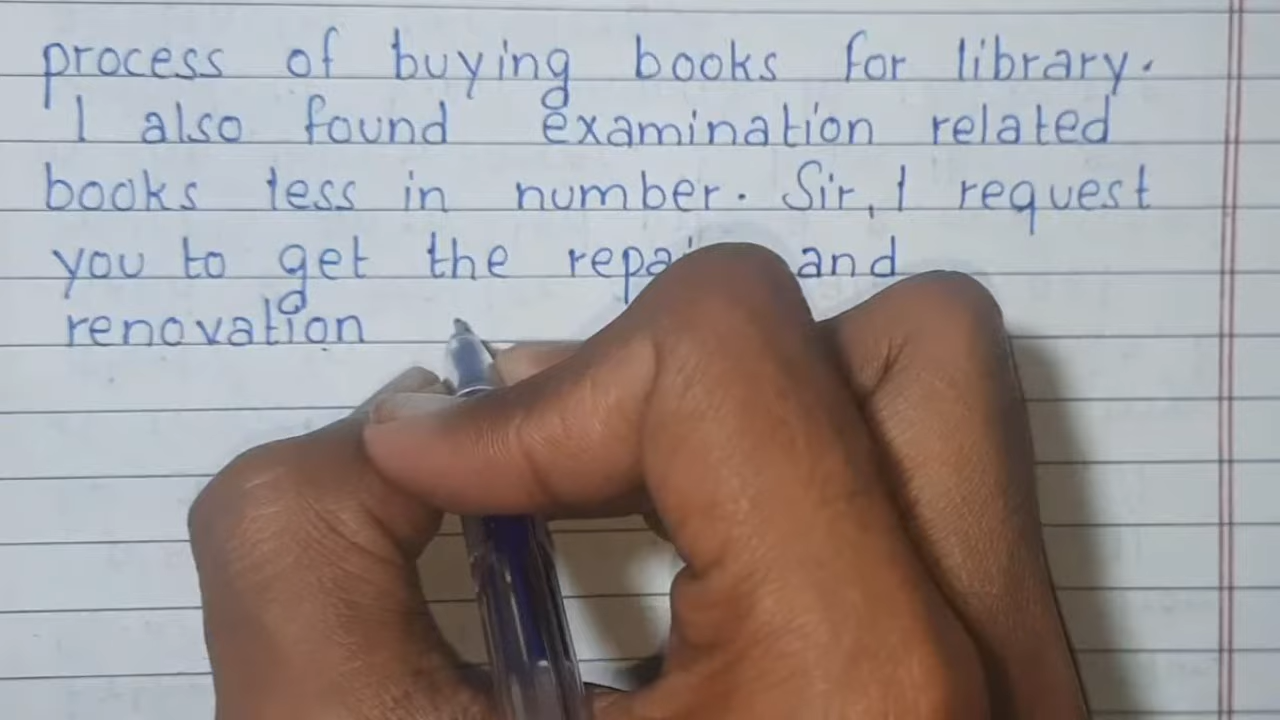 process of buying books for library.
I also found examination related
books less in number. Sir, I request
you to get the and
renovation